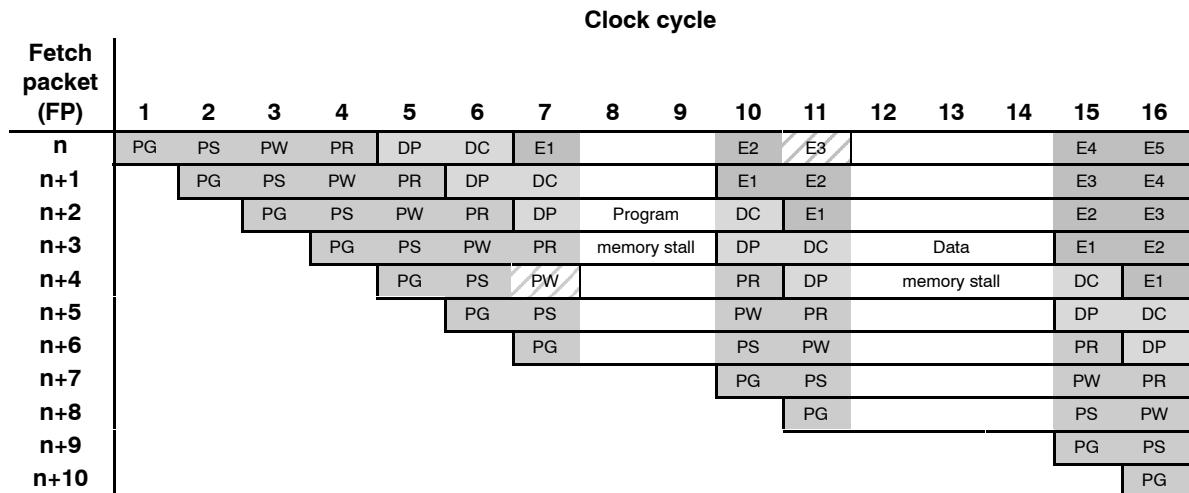 Clock cycle
Fetch
packet
(FP) 1 2 3 4 5 6 7 8 9 10 11 12 13 14 15 16
n PG PS PW PR DP DC E1 E2 E3 E4 E5
n+1 PG PS PW PR DP DC E1 E2 E3 E4
n+2 PG PS PW PR DP Program DC E1 E2 E3
n+3 PG PS PW PR memory stall DP DC Data E1 E2
n+4 PG PS PW PR DP memory stall DC E1
n+5 PG PS PW PR DP DC
n+6 PG PS PW PR DP
n+7 PG PS PW PR
n+8 PG PS PW
n+9 PG PS
n+10 PG